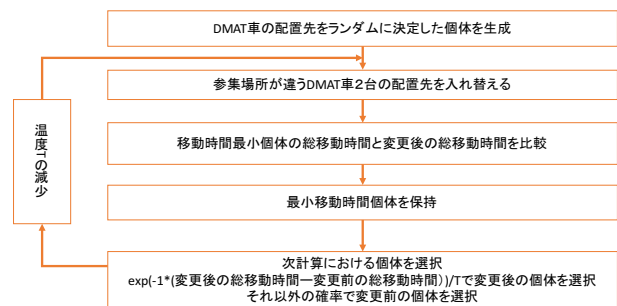 DMAT車の配置先をランダムに決定した個体を生成
参集場所が違うDMAT車２台の配置先を入れ替える
移動時間最小個体の総移動時間と変更後の総移動時間を比較
最小移動時間個体を保持
次計算における個体を選択
exp(-1*(変更後の総移動時間ー変更前の総移動時間））/Tで変更後の個体を選択
それ以外の確率で変更前の個体を選択
温度Tの減少